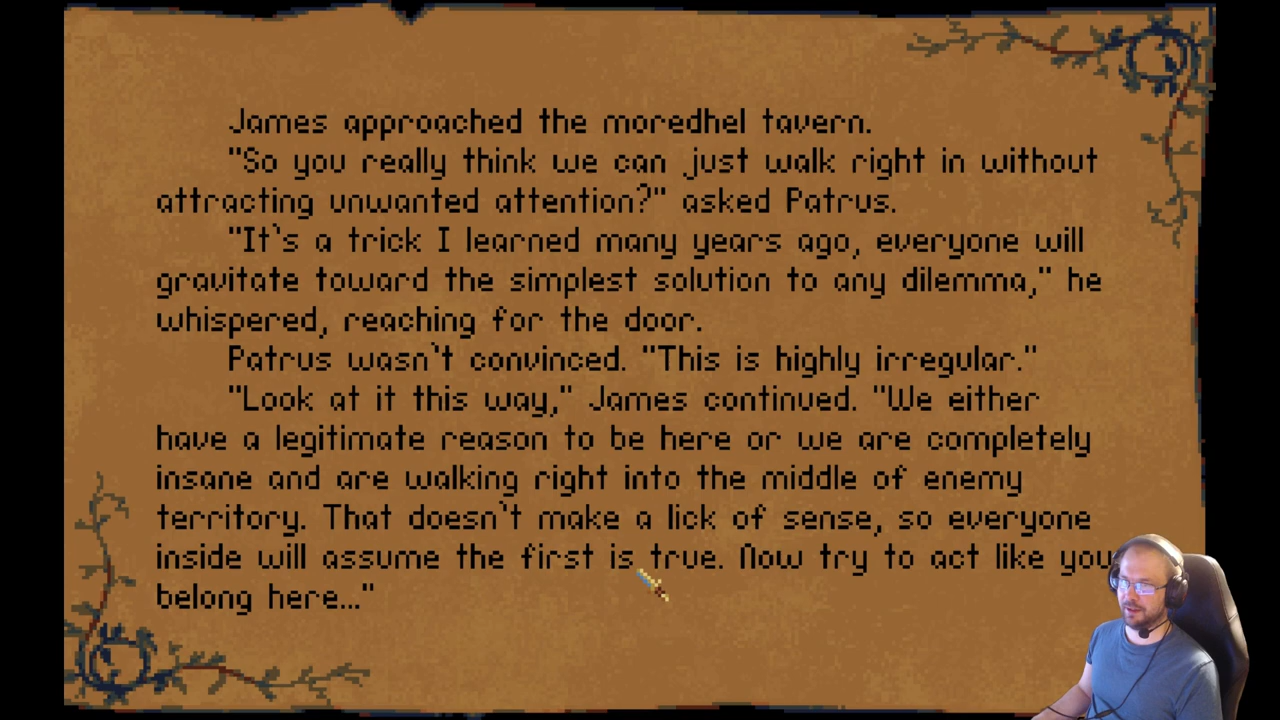 James approached the moredhel tavern.
"So you really think we can just walk right in without
attracting unwanted attention?" asked Patrus.
"It's a trick I learned many years ago, everyone will
gravitate toward the simplest solution to any dilemma," he
whispered, reaching for the door.
Patrus wasn't convinced. "This is highly irregular."
"Look at it this way," James continued. "We either
have a legitimate reason to be here or we are completely
insane and are walking right into the middle of enemy
territory. That doesn't make a lick of sense, so everyone
inside will assume the first is true. Now try to act like you
belong here..."